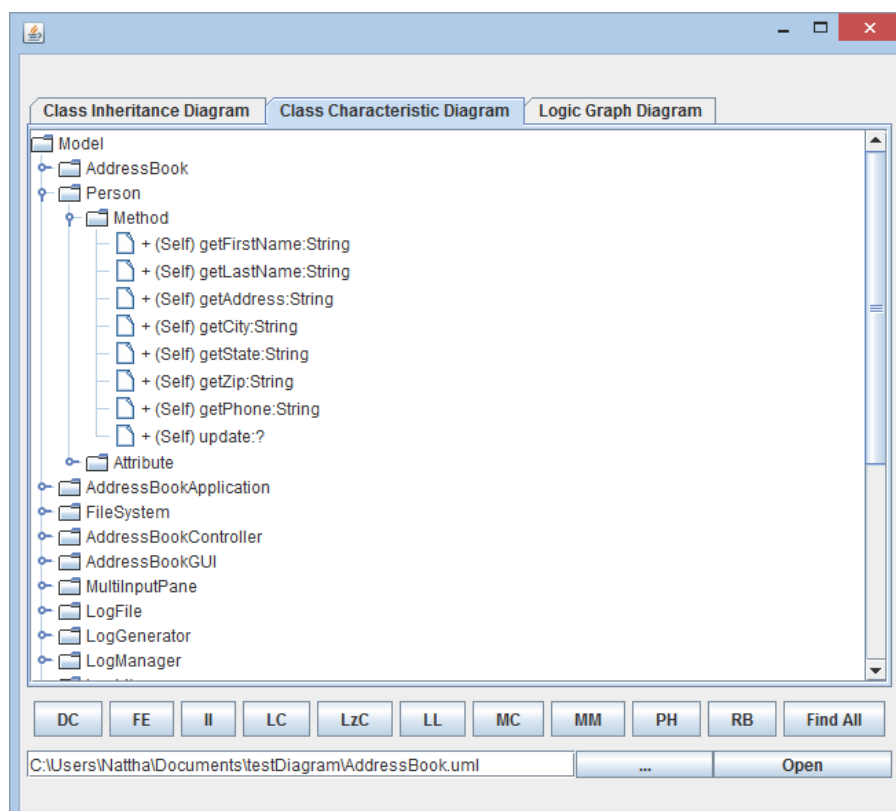 Class Inheritance Diagram Class Characteristic Diagram Logic Graph Diagram
Model
AddressBook
Person
Method
+ (Self) getFirstName:String
+ (Self) getLastName:String
+ (Self) getAddress:String
+ (Self) getCity:String
+ (Self) getState:String
+ (Self) getZip:String
+ (Self) getPhone:String
+ (Self) update:?
Attribute
AddressBookApplication
FileSystem
AddressBookController
AddressBookGUI
MultiInputPane
LogFile
LogGenerator
LogManager
DC FE II LC LzC LL MC MM PH RB Find All
C:\Users\Nattha\Documents\testDiagram\AddressBook.uml ... Open